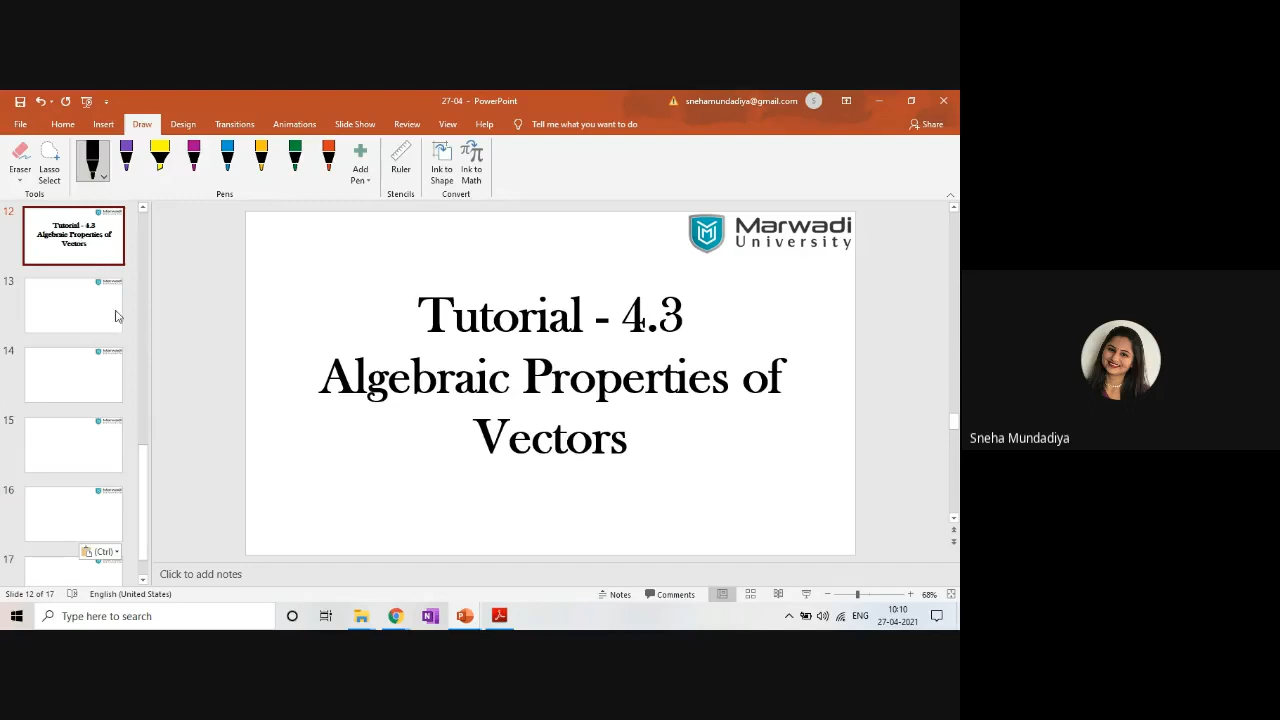 27-04 - PowerPoint
snehamundadiya@gmail.com
S
File Home Insert Draw Design Transitions Animations Slide Show Review View Help Tell me what you want to do Share
Eraser
Lasso
Select
Tools
Pens
Add
Pen
Ruler
Stencils
Ink to
Shape
Ink to
Math
Convert
12
Tutorial - 4.3
Algebraic Properties of
Vectors
13
14
15
16
(Ctrl)
17
Marwadi
University
Tutorial - 4.3
Algebraic Properties of
Vectors
Click to add notes
Slide 12 of 17 English (United States) Notes Comments 68%
Type here to search
ENG
10:10
27-04-2021
Sneha Mundadiya